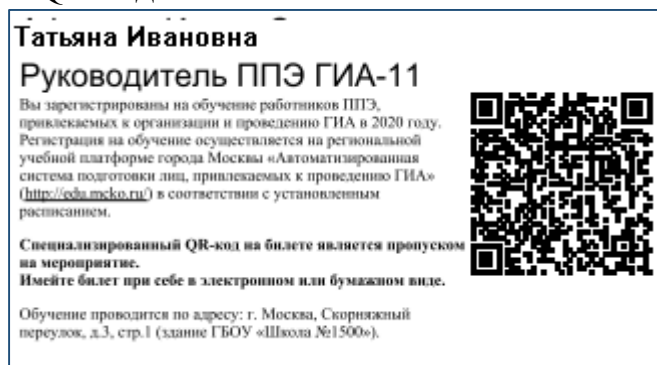 Татьяна Ивановна
Руководитель ППЭ ГИА-11
Вы зарегистрированы на обучение работников ППЭ,
привлекаемых к организации и проведению ГИА в 2020 году.
Регистрация на обучение осуществляется на региональной
учебной платформе города Москвы «Автоматизированная
система подготовки лиц, привлекаемых к проведению ГИА»
(http://edu.mcko.ru/) в соответствии с установленным
расписанием.
Специализированный QR-код на билете является пропуском
на мероприятие.
Имейте билет при себе в электронном или бумажном виде.
Обучение проводится по адресу: г. Москва, Скорняжный
переулок, д.3, стр.1 (здание ГБОУ «Школа №1500»).